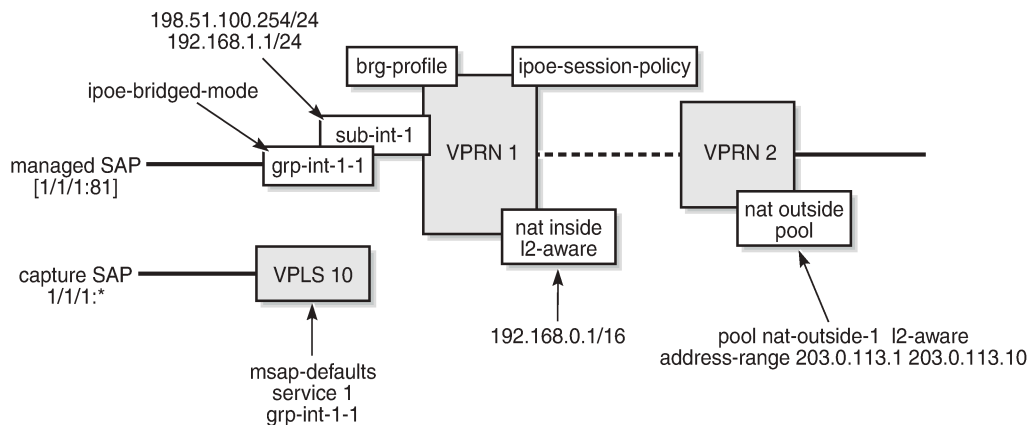 198.51.100.254/24
192.168.1.1/24
brg-profile
ipoe-session-policy
ipoe-bridged-mode
sub-int-1
VPRN 1
VPRN 2
managed SAP
[1/1/1:81]
grp-int-1-1
nat inside
l2-aware
nat outside
pool
capture SAP
1/1/1:*
VPLS 10
192.168.0.1/16
pool nat-outside-1 l2-aware
address-range 203.0.113.1 203.0.113.10
msap-defaults
service 1
grp-int-1-1